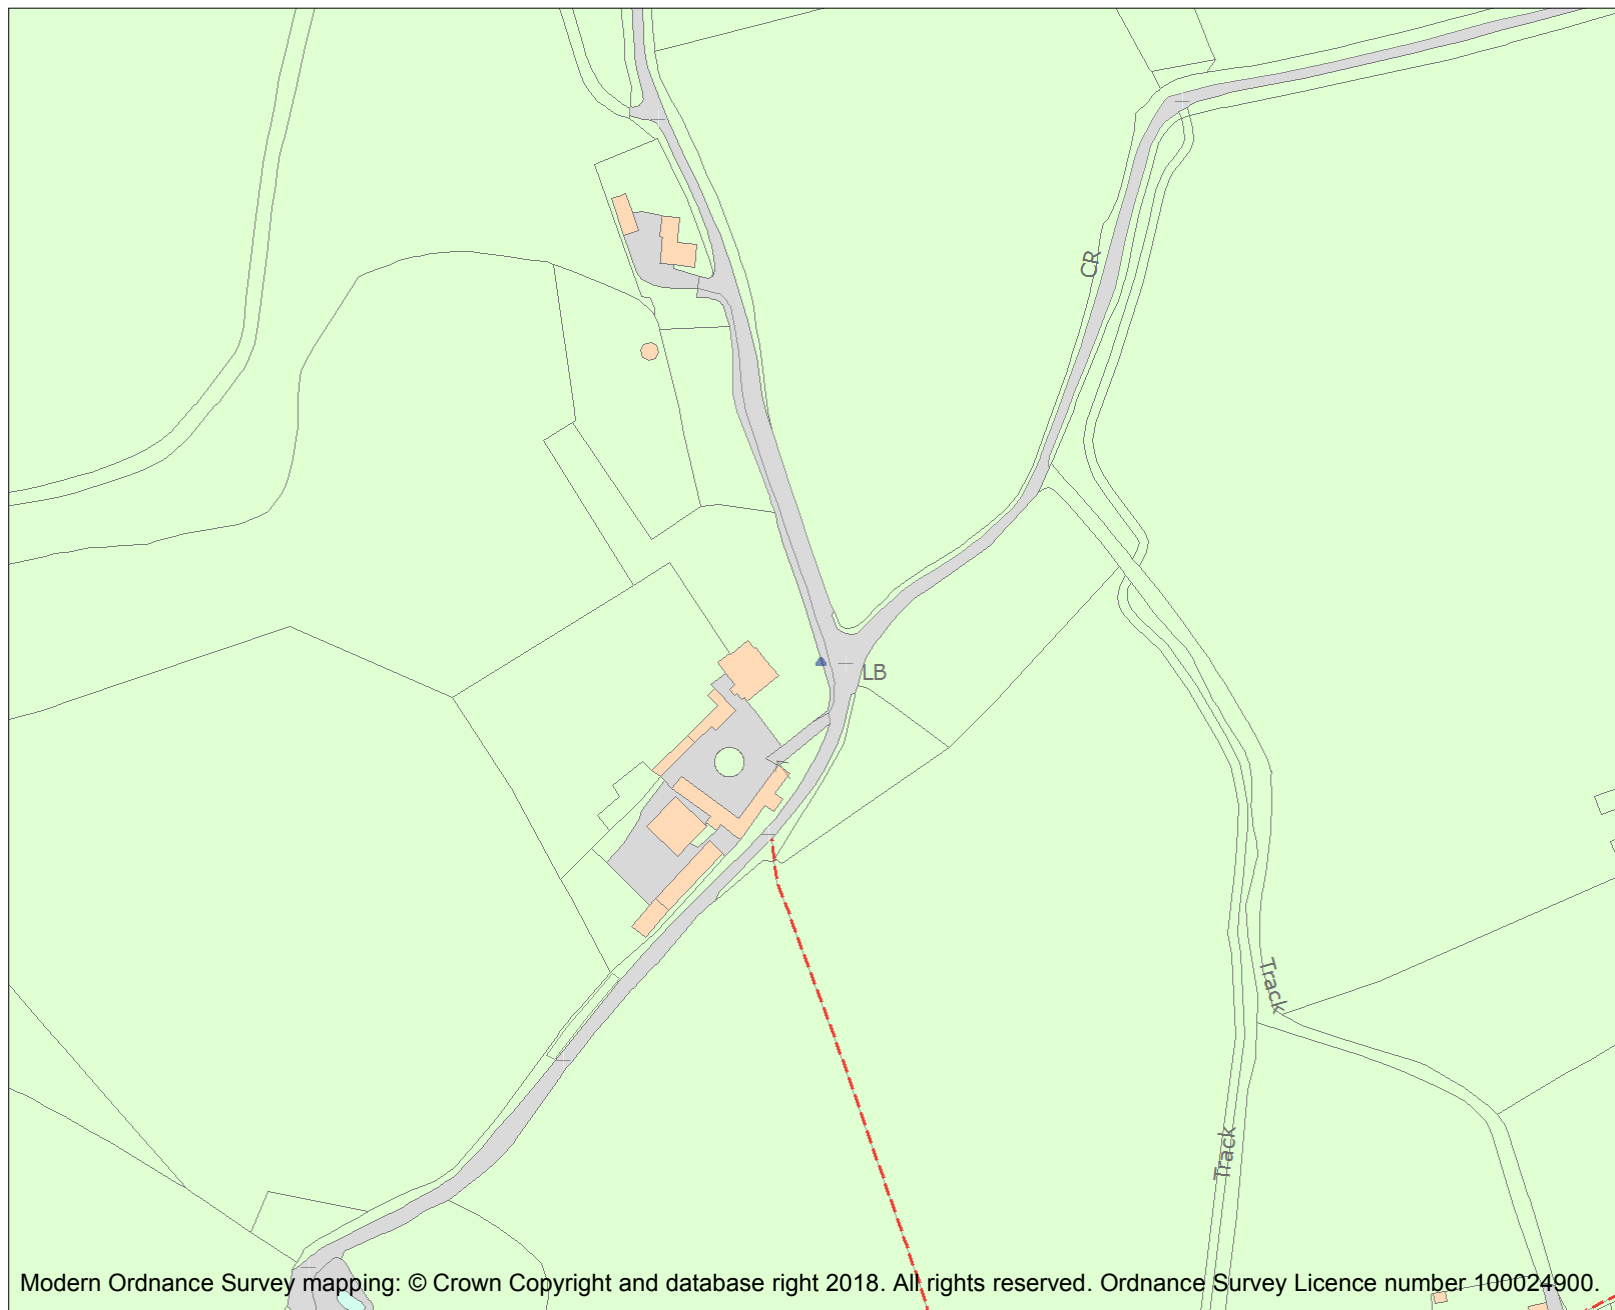 CR
LB
Track
Track
Modern Ordnance Survey mapping: © Crown Copyright and database right 2018. All rights reserved. Ordnance Survey Licence number 100024900.